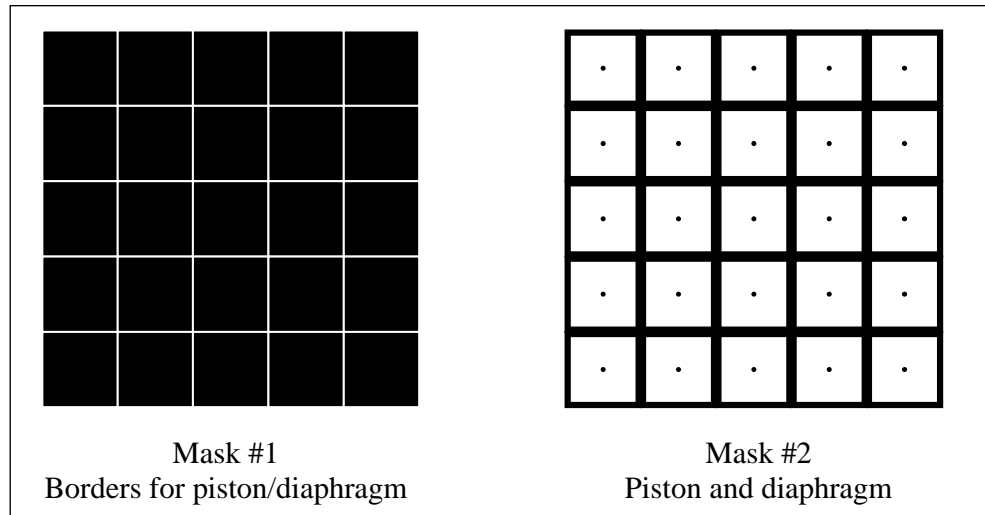 Mask #1
Borders for piston/diaphragm
Mask #2
Piston and diaphragm